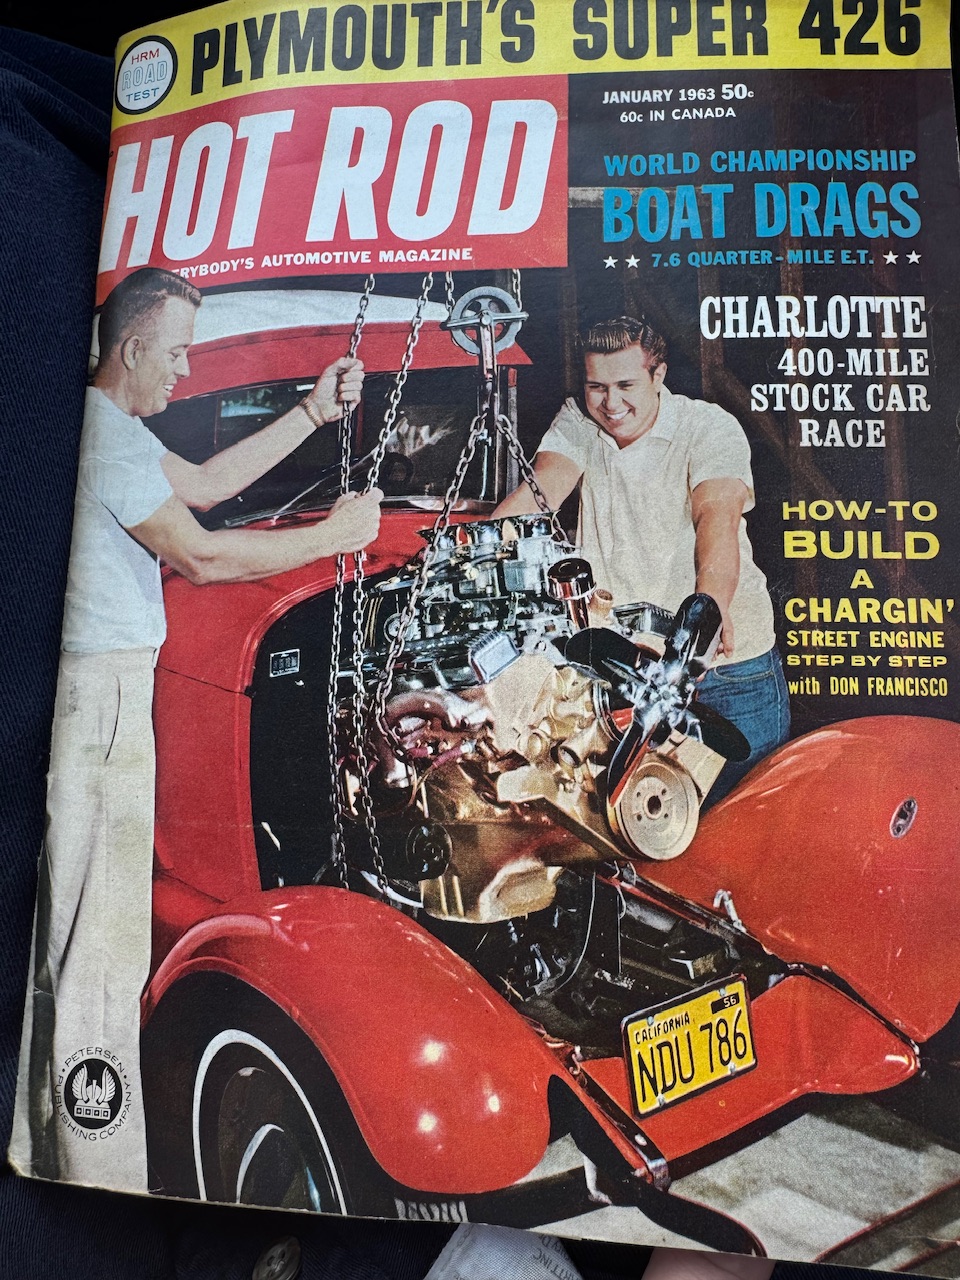 PLYMOUTH'S SUPER 426
HRM
ROAD
TEST
HOT ROD
RYBODY'S AUTOMOTIVE MAGAZINE
JANUARY 1963 50c
60c IN CANADA
WORLD CHAMPIONSHIP
BOAT DRAGS
★ ★ 7.6 QUARTER-MILE E.T. ★ ★
CHARLOTTE
400-MILE
STOCK CAR
RACE
HOW-TO
BUILD
A
CHARGIN'
STREET ENGINE
STEP BY STEP
with DON FRANCISCO
56
CALIFORNIA
NDU 786
• PETERSEN •
PUBLISHING COMPANY